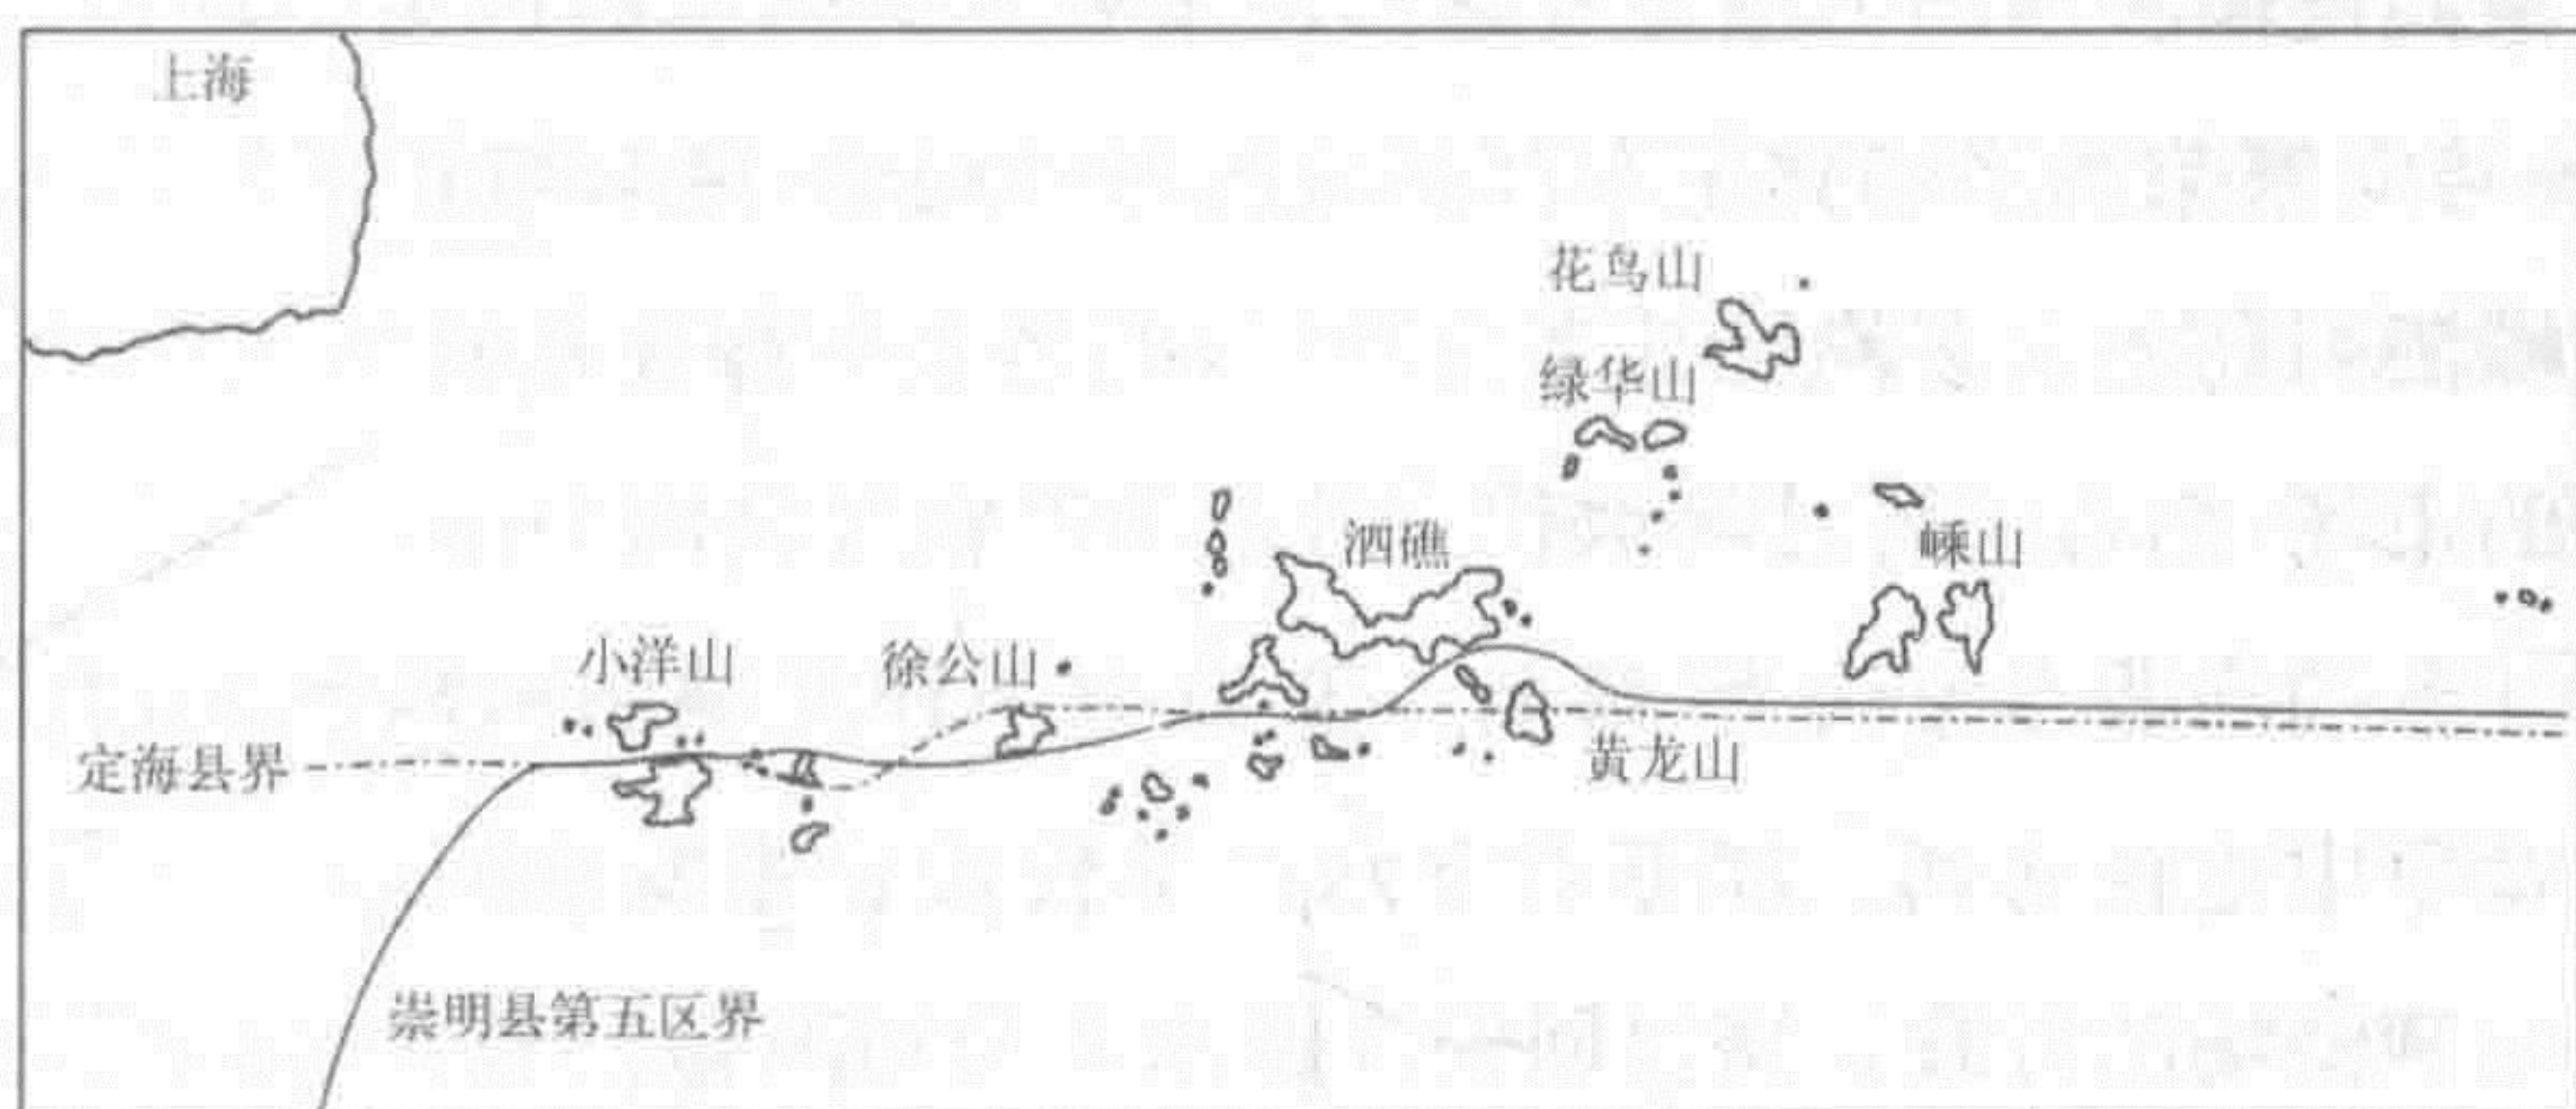 上海
花鸟山
绿华山
泗礁
嵊山
小洋山
徐公山
定海县界
黄龙山
崇明县第五区界